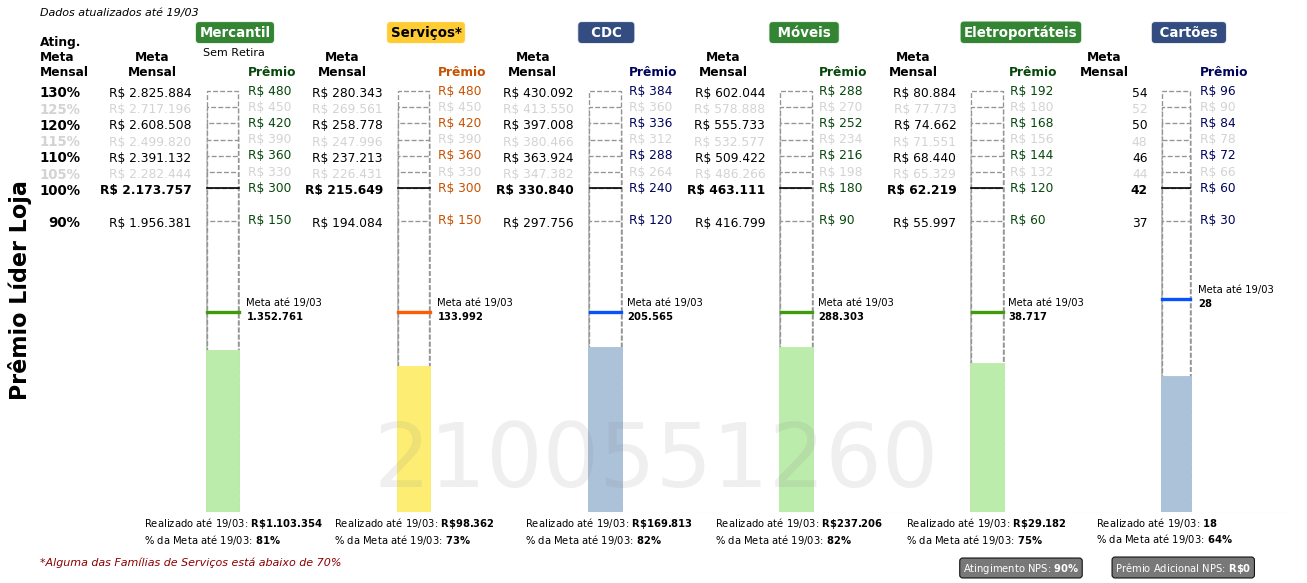 Dados atualizados até 19/03
Mercantil Serviços* CDC Móveis Eletroportáteis Cartões
Sem Retira
Ating. Meta Mensal Meta Mensal Prêmio Meta Mensal Prêmio Meta Mensal Prêmio Meta Mensal Prêmio Meta Mensal Prêmio Meta Mensal Prêmio
130% R$ 2.825.884 R$ 480 R$ 280.343 R$ 480 R$ 430.092 R$ 384 R$ 602.044 R$ 288 R$ 80.884 R$ 192 54 R$ 96
125% R$ 2.717.196 R$ 450 R$ 269.561 R$ 450 R$ 413.550 R$ 360 R$ 578.888 R$ 270 R$ 77.773 R$ 180 52 R$ 90
120% R$ 2.608.508 R$ 420 R$ 258.778 R$ 420 R$ 397.008 R$ 336 R$ 555.733 R$ 252 R$ 74.662 R$ 168 50 R$ 84
115% R$ 2.499.820 R$ 390 R$ 247.996 R$ 390 R$ 380.466 R$ 312 R$ 532.577 R$ 234 R$ 71.551 R$ 156 48 R$ 78
110% R$ 2.391.132 R$ 360 R$ 237.213 R$ 360 R$ 363.924 R$ 288 R$ 509.422 R$ 216 R$ 68.440 R$ 144 46 R$ 72
105% R$ 2.282.444 R$ 330 R$ 226.431 R$ 330 R$ 347.382 R$ 264 R$ 486.266 R$ 198 R$ 65.329 R$ 132 44 R$ 66
100% R$ 2.173.757 R$ 300 R$ 215.649 R$ 300 R$ 330.840 R$ 240 R$ 463.111 R$ 180 R$ 62.219 R$ 120 42 R$ 60
90% R$ 1.956.381 R$ 150 R$ 194.084 R$ 150 R$ 297.756 R$ 120 R$ 416.799 R$ 90 R$ 55.997 R$ 60 37 R$ 30
Prêmio Líder Loja
Meta até 19/03 Meta até 19/03 Meta até 19/03 Meta até 19/03 Meta até 19/03 Meta até 19/03
1.352.761 133.992 205.565 288.303 38.717 28
2100551260
Realizado até 19/03: R$1.103.354 Realizado até 19/03: R$98.362 Realizado até 19/03: R$169.813 Realizado até 19/03: R$237.206 Realizado até 19/03: R$29.182 Realizado até 19/03: 18
% da Meta até 19/03: 81% % da Meta até 19/03: 73% % da Meta até 19/03: 82% % da Meta até 19/03: 82% % da Meta até 19/03: 75% % da Meta até 19/03: 64%
*Alguma das Famílias de Serviços está abaixo de 70% Atingimento NPS: 90% Prêmio Adicional NPS: R$0